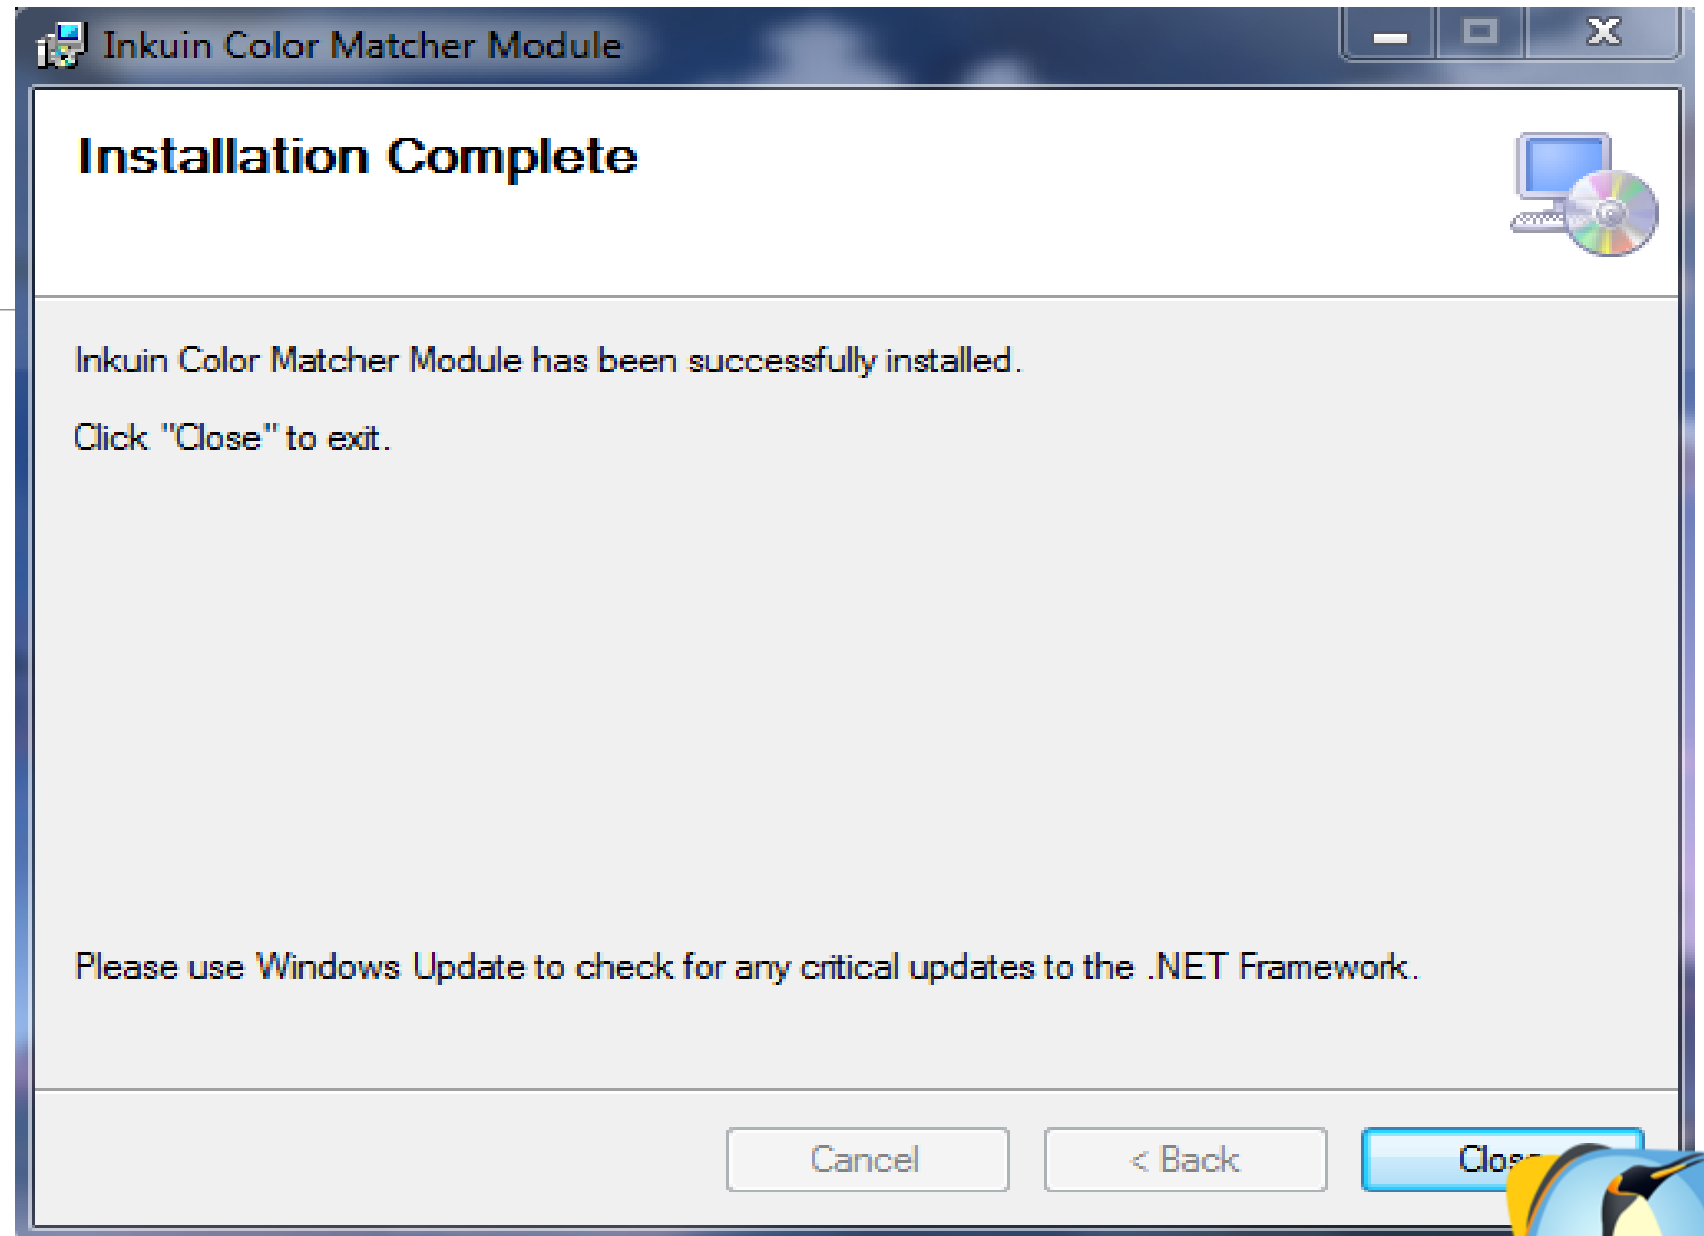 Inkuin Color Matcher Module
Installation Complete
Inkuin Color Matcher Module has been successfully installed.
Click "Close" to exit.
Please use Windows Update to check for any critical updates to the .NET Framework.
Cancel
< Back
Close